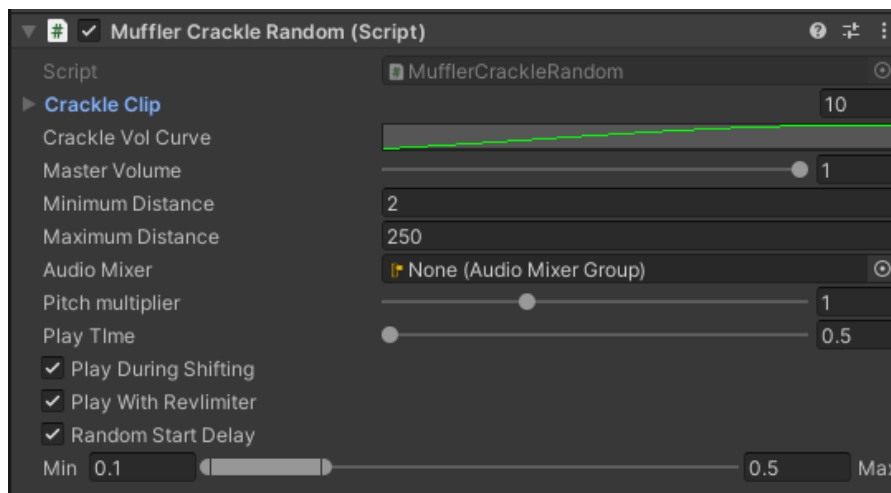 Muffler Crackle Random (Script)
Script MufflerCrackleRandom
Crackle Clip 10
Crackle Vol Curve
Master Volume 1
Minimum Distance 2
Maximum Distance 250
Audio Mixer None (Audio Mixer Group)
Pitch multiplier 1
Play TIme 0.5
Play During Shifting
Play With Revlimiter
Random Start Delay
Min 0.1 0.5 Max